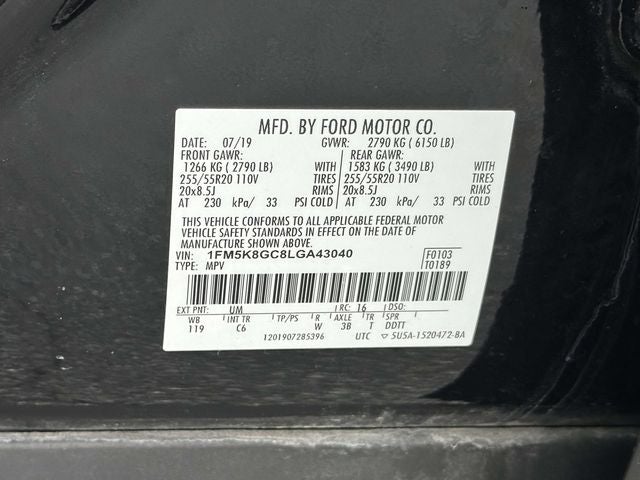 MFD. BY FORD MOTOR CO.
DATE: 07/19 GVWR: 2790 KG ( 6150 LB)
FRONT GAWR: REAR GAWR:
1266 KG ( 2790 LB) WITH 1583 KG ( 3490 LB) WITH
255/55R20 110V TIRES 255/55R20 110V TIRES
20x8.5J RIMS 20x8.5J RIMS
AT 230 kPa/ 33 PSI COLD AT 230 kPa/ 33 PSI COLD
THIS VEHICLE CONFORMS TO ALL APPLICABLE FEDERAL MOTOR
VEHICLE SAFETY STANDARDS IN EFFECT ON THE DATE OF
MANUFACTURE SHOWN ABOVE.
VIN: 1FM5K8GC8LGA43040 F0103
TYPE: MPV T0189
EXT PNT: UM RC: 16 DSO:
WB INT TR TP/PS R AXLE TR SPR
119 C6 W 3B T DDTT
1201907285396 UTC ▽ 5U5A-1520472-BA